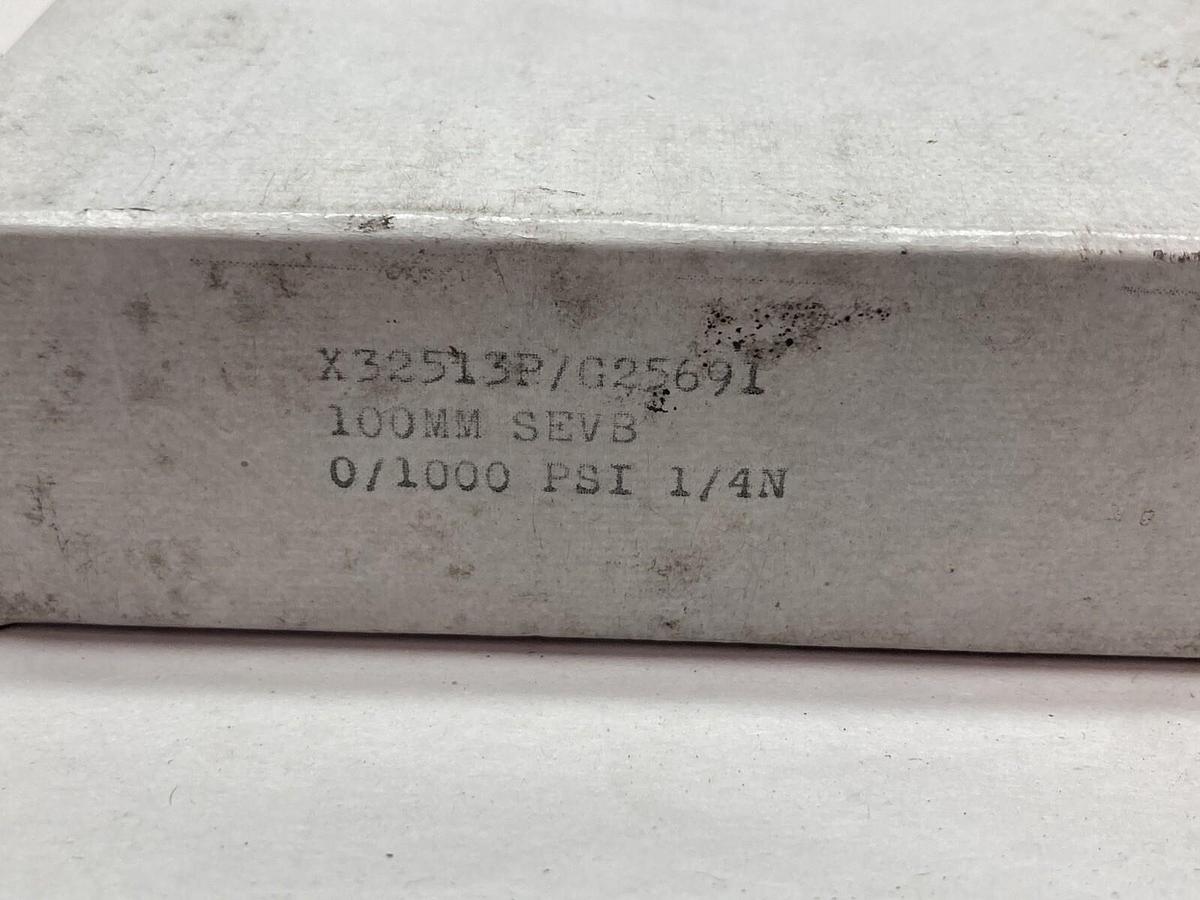 X32513P/G25691
100MM SEVB
0/1000 PSI 1/4N